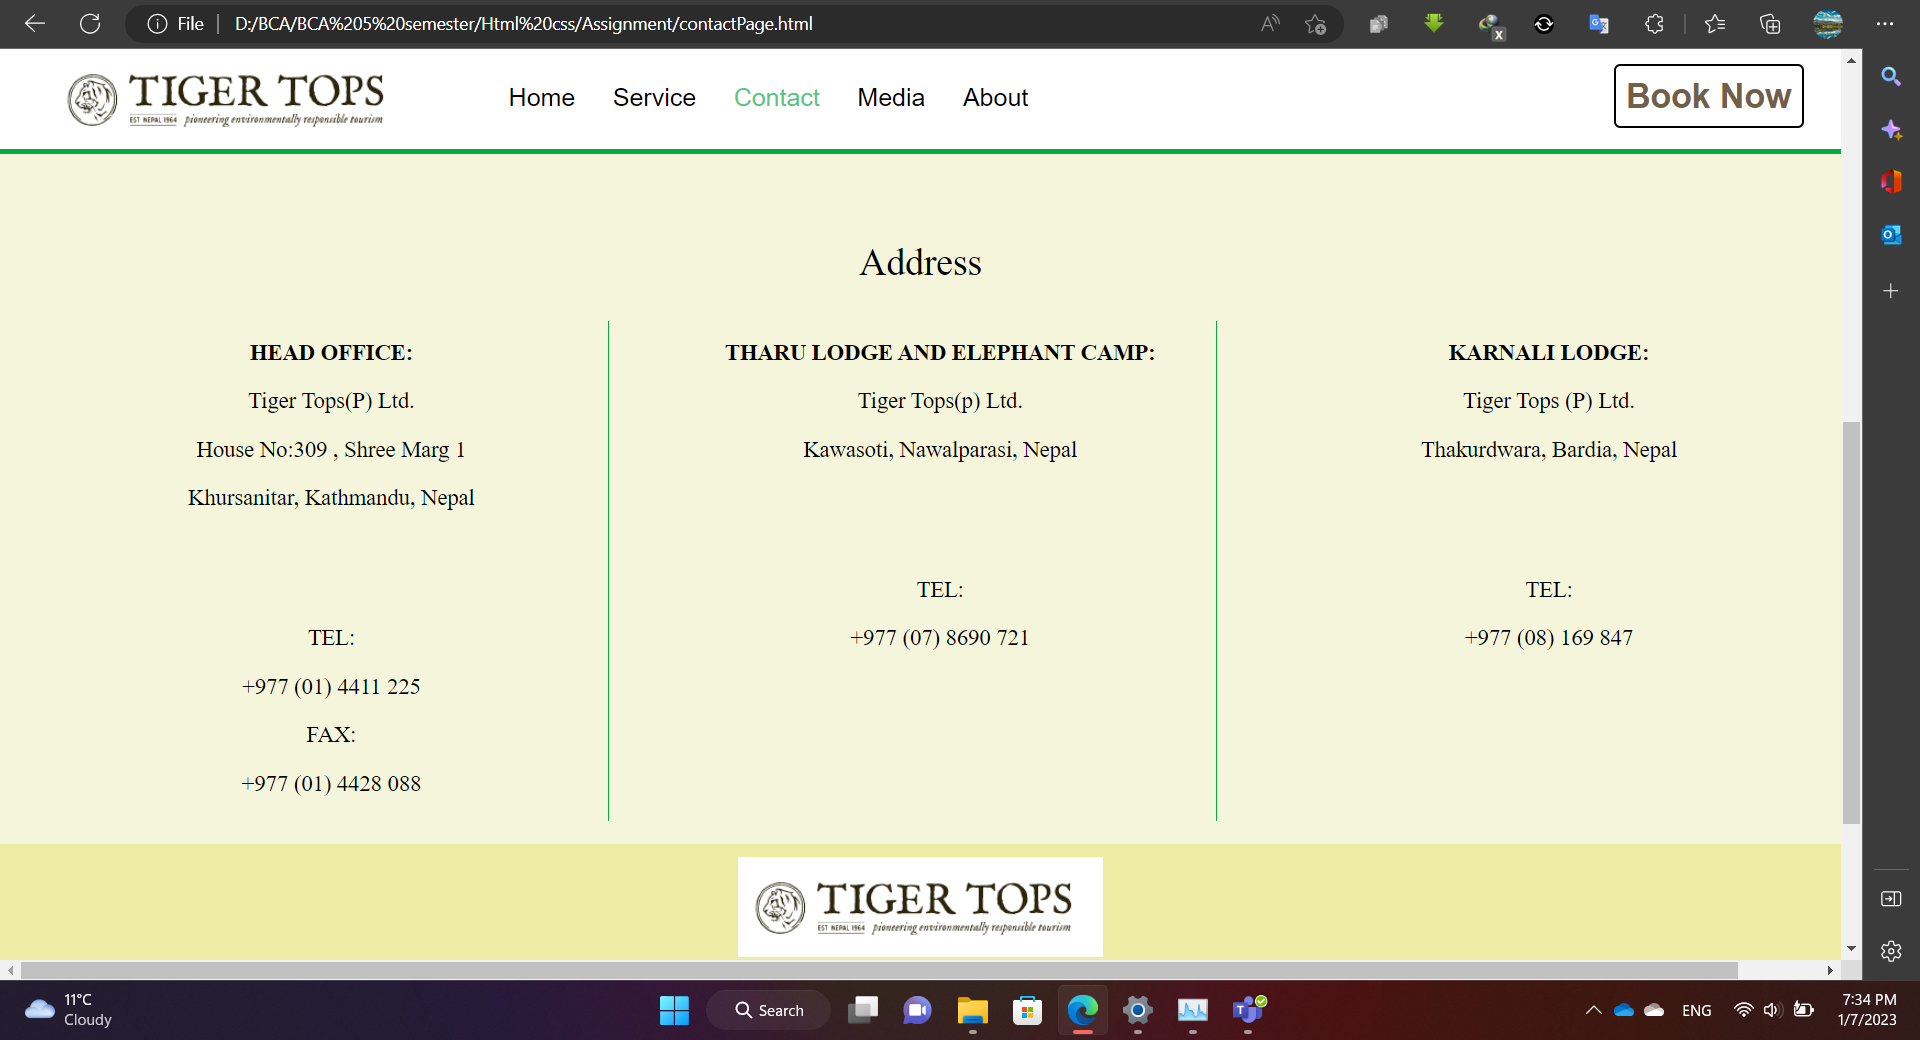 File D:/BCA/BCA%205%20semester/Html%20css/Assignment/contactPage.html
TIGER TOPS
EST NEPAL 1964 pioneering environmentally responsible tourism
Home Service Contact Media About
Book Now
Address
HEAD OFFICE:
Tiger Tops(P) Ltd.
House No:309 , Shree Marg 1
Khursanitar, Kathmandu, Nepal
TEL:
+977 (01) 4411 225
FAX:
+977 (01) 4428 088
THARU LODGE AND ELEPHANT CAMP:
Tiger Tops(p) Ltd.
Kawasoti, Nawalparasi, Nepal
TEL:
+977 (07) 8690 721
KARNALI LODGE:
Tiger Tops (P) Ltd.
Thakurdwara, Bardia, Nepal
TEL:
+977 (08) 169 847
TIGER TOPS
EST NEPAL 1964 pioneering environmentally responsible tourism
11°C
Cloudy
Search
ENG
7:34 PM
1/7/2023